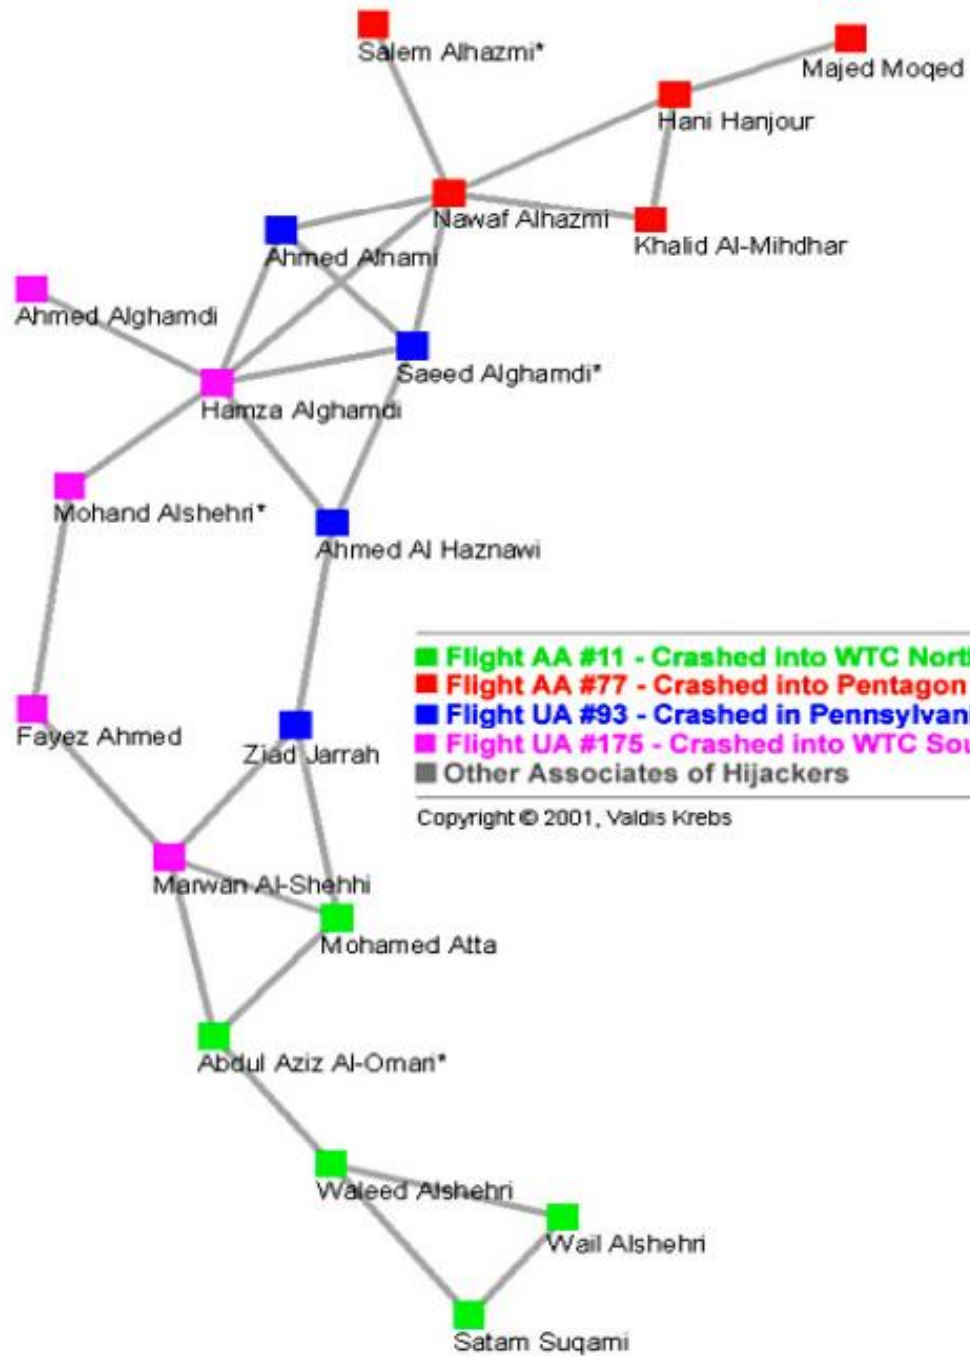 Salem Alhazmi*
Majed Moqed
Hani Hanjour
Nawaf Alhazmi
Khalid Al-Mihdhar
Ahmed Alnami
Ahmed Alghamdi
Saeed Alghamdi*
Hamza Alghamdi
Mohand Alshehri*
Ahmed Al Haznawi
Flight AA #11 - Crashed into WTC Nort
Flight AA #77 - Crashed into Pentagon
Flight UA #93 - Crashed in Pennsylvan
Flight UA #175 - Crashed into WTC Sou
Other Associates of Hijackers
Copyright © 2001, Valdis Krebs
Fayez Ahmed
Ziad Jarrah
Marwan Al-Shehhi
Mohamed Atta
Abdul Aziz Al-Omari*
Waleed Alshehri
Wail Alshehri
Satam Suqami